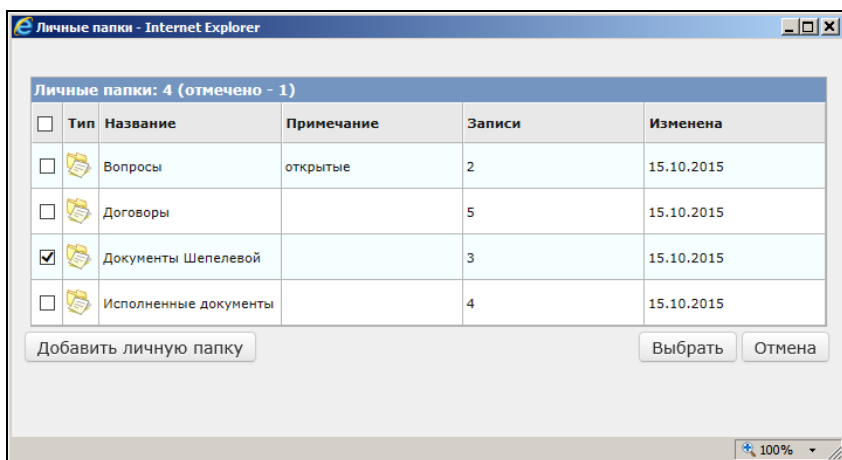 Личные папки - Internet Explorer
Личные папки: 4 (отмечено - 1)
Тип Название Примечание Записи Изменена
Вопросы открытые 2 15.10.2015
Договоры 5 15.10.2015
Документы Шепелевой 3 15.10.2015
Исполненные документы 4 15.10.2015
Добавить личную папку Выбрать Отмена
100%